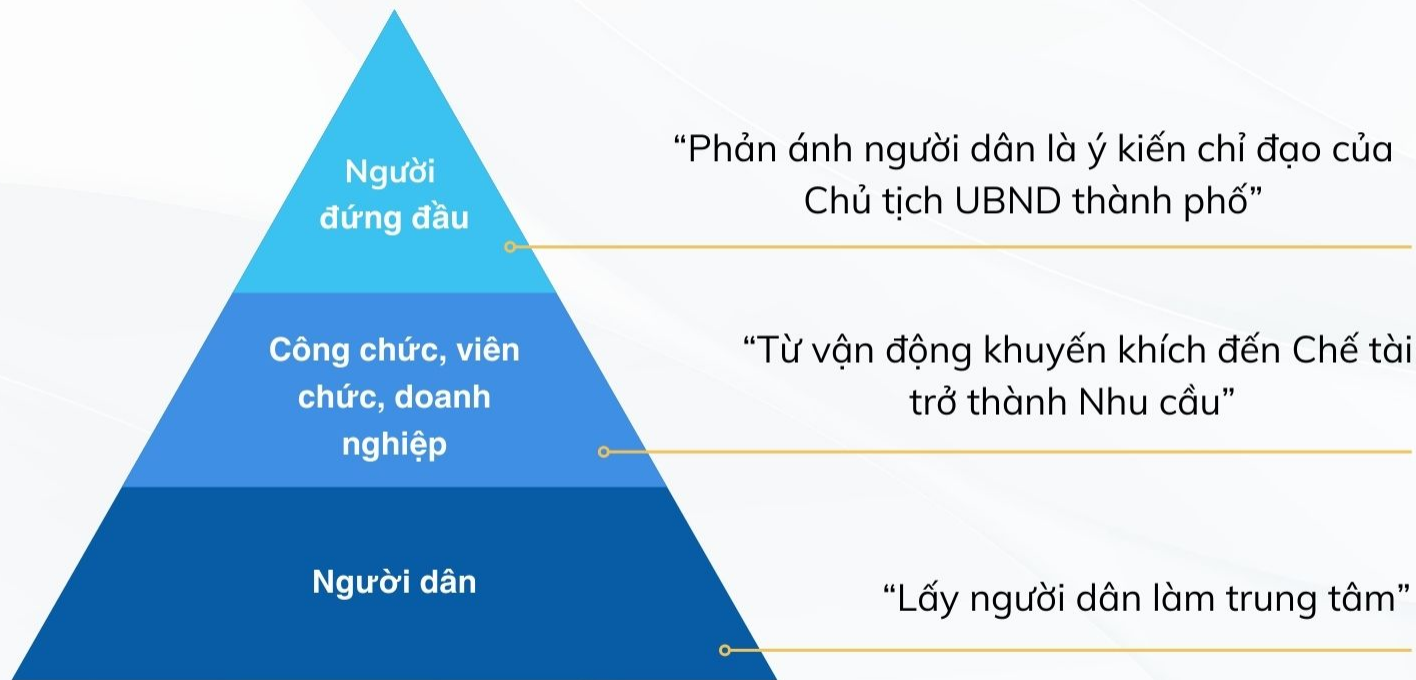 Người
đứng đầu
“Phản ánh người dân là ý kiến chỉ đạo của
Chủ tịch UBND thành phố”
Công chức, viên
chức, doanh
nghiệp
“Từ vận động khuyến khích đến Chế tài
trở thành Nhu cầu”
Người dân
“Lấy người dân làm trung tâm”